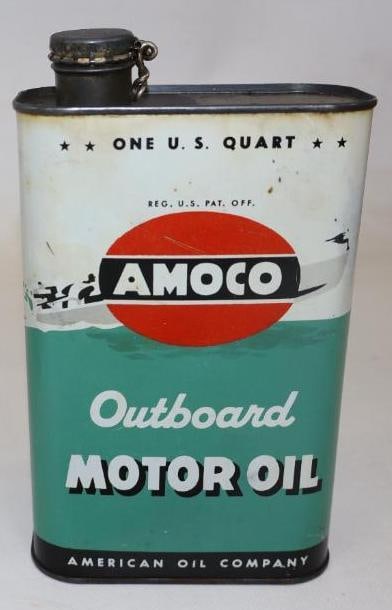 ★ ★ ONE U. S. QUART ★ ★
REG. U.S. PAT. OFF.
AMOCO
Outboard
MOTOR OIL
AMERICAN OIL COMPANY